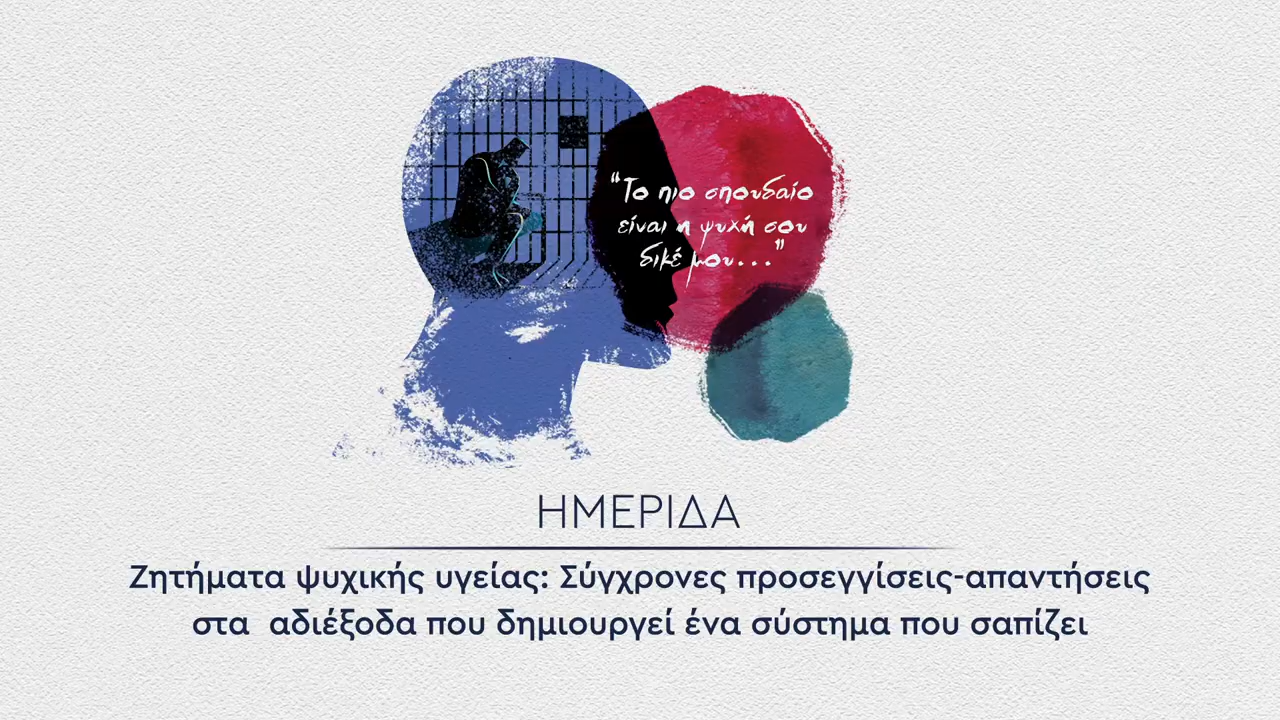 “Το πιο σπουδαίο
είναι η ψυχή σου
δικέ μου...”
ΗΜΕΡΙΔΑ
Ζητήματα ψυχικής υγείας: Σύγχρονες προσεγγίσεις-απαντήσεις
στα αδιέξοδα που δημιουργεί ένα σύστημα που σαπίζει